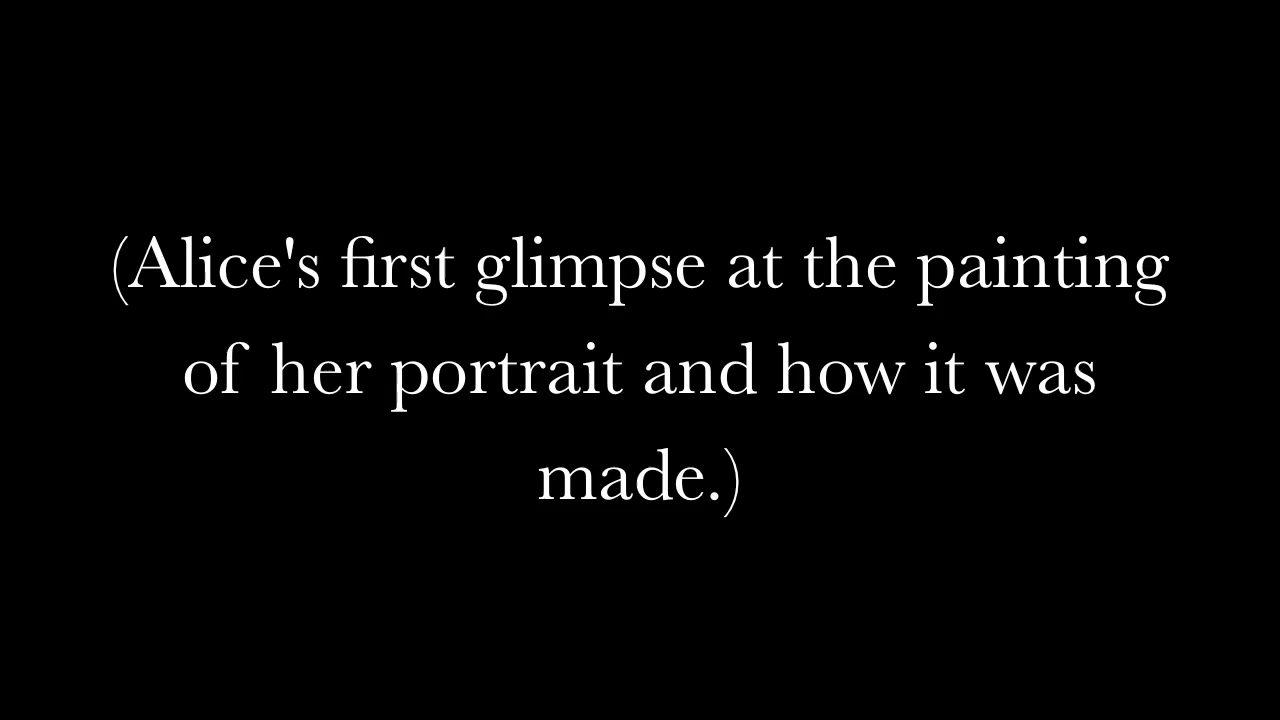 (Alice's first glimpse at the painting
of her portrait and how it was
made.)